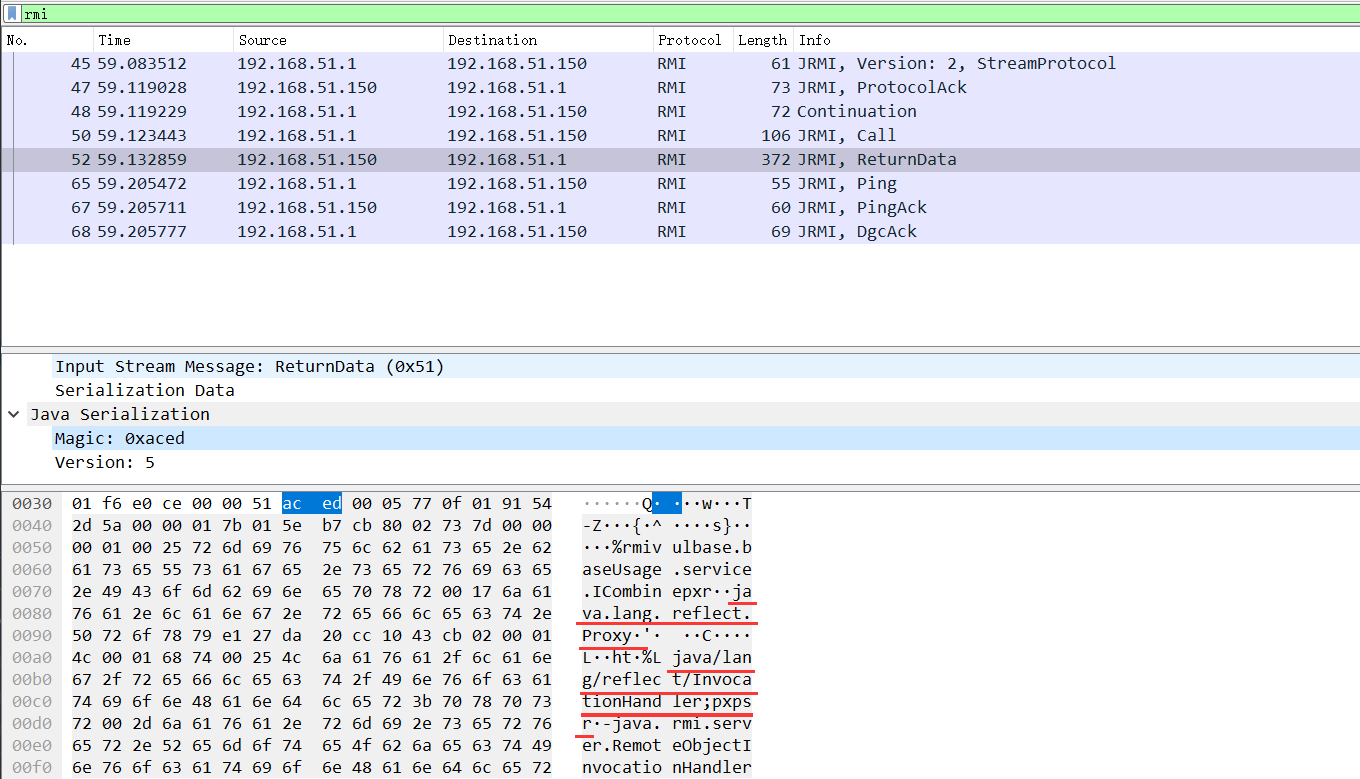 rmi
No. Time Source Destination Protocol Length Info
45 59.083512 192.168.51.1 192.168.51.150 RMI 61 JRMI, Version: 2, StreamProtocol
47 59.119028 192.168.51.150 192.168.51.1 RMI 73 JRMI, ProtocolAck
48 59.119229 192.168.51.1 192.168.51.150 RMI 72 Continuation
50 59.123443 192.168.51.1 192.168.51.150 RMI 106 JRMI, Call
52 59.132859 192.168.51.150 192.168.51.1 RMI 372 JRMI, ReturnData
65 59.205472 192.168.51.1 192.168.51.150 RMI 55 JRMI, Ping
67 59.205711 192.168.51.150 192.168.51.1 RMI 60 JRMI, PingAck
68 59.205777 192.168.51.1 192.168.51.150 RMI 69 JRMI, DgcAck
Input Stream Message: ReturnData (0x51)
Serialization Data
Java Serialization
Magic: 0xaced
Version: 5
0030 01 f6 e0 ce 00 00 51 ac ed 00 05 77 0f 01 91 54 ······Q· ··w···T
0040 2d 5a 00 00 01 7b 01 5e b7 cb 80 02 73 7d 00 00 -Z···{·^ ····s}··
0050 00 01 00 25 72 6d 69 76 75 6c 62 61 73 65 2e 62 ···%rmiv ulbase.b
0060 61 73 65 55 73 61 67 65 2e 73 65 72 76 69 63 65 aseUsage .service
0070 2e 49 43 6f 6d 62 69 6e 65 70 78 72 00 17 6a 61 .ICombin epxr··ja
0080 76 61 2e 6c 61 6e 67 2e 72 65 66 6c 65 63 74 2e va.lang. reflect.
0090 50 72 6f 78 79 e1 27 da 20 cc 10 43 cb 02 00 01 Proxy·'· ··C····
00a0 4c 00 01 68 74 00 25 4c 6a 61 76 61 2f 6c 61 6e L··ht·%L java/lan
00b0 67 2f 72 65 66 6c 65 63 74 2f 49 6e 76 6f 63 61 g/reflec t/Invoca
00c0 74 69 6f 6e 48 61 6e 64 6c 65 72 3b 70 78 70 73 tionHand ler;pxps
00d0 72 00 2d 6a 61 76 61 2e 72 6d 69 2e 73 65 72 76 r·-java. rmi.serv
00e0 65 72 2e 52 65 6d 6f 74 65 4f 62 6a 65 63 74 49 er.Remot eObjectI
00f0 6e 76 6f 63 61 74 69 6f 6e 48 61 6e 64 6c 65 72 nvocatio nHandler